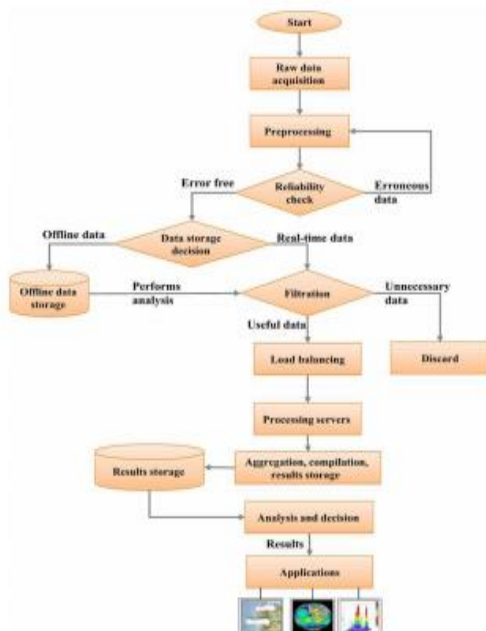 Start
Raw data
acquisition
Preprocessing
Reliability
check
Error free
Erroneous
data
Data storage
decision
Offline data
Real-time data
Offline data
storage
Performs
analysis
Filtration
Unnecessary
data
Useful data
Load balancing
Discard
Processing servers
Aggregation, compilation,
results storage
Results storage
Analysis and decision
Results
Applications